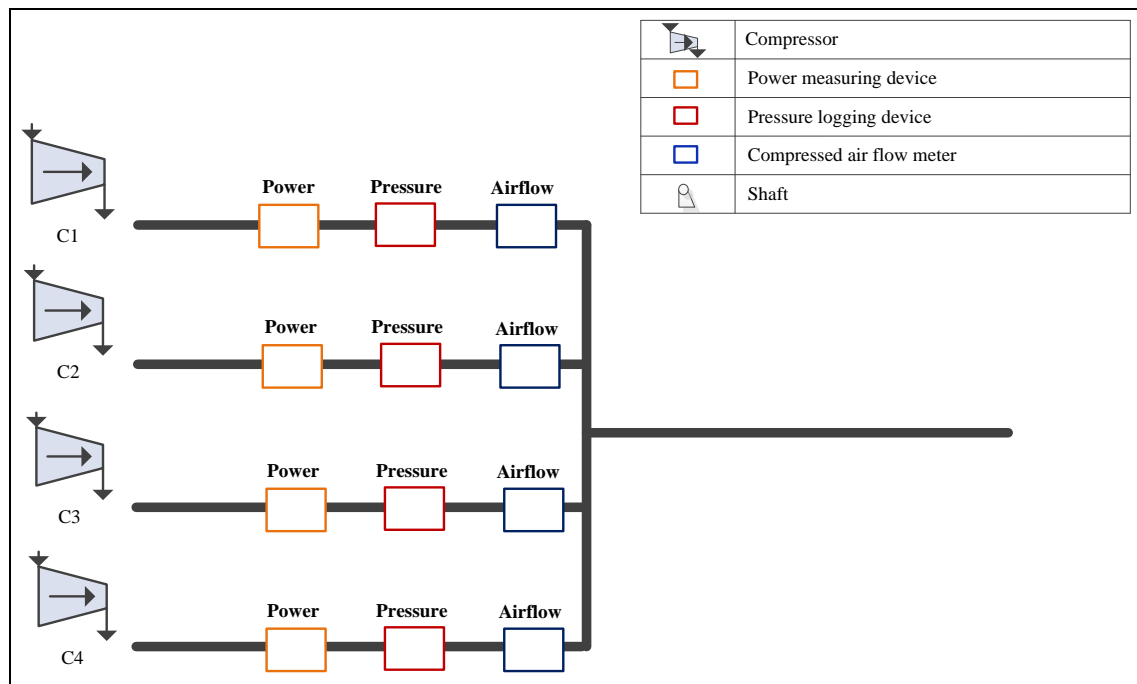 Compressor
Power measuring device
Pressure logging device
Compressed air flow meter
Shaft
Power Pressure Airflow
C1
Power Pressure Airflow
C2
Power Pressure Airflow
C3
Power Pressure Airflow
C4